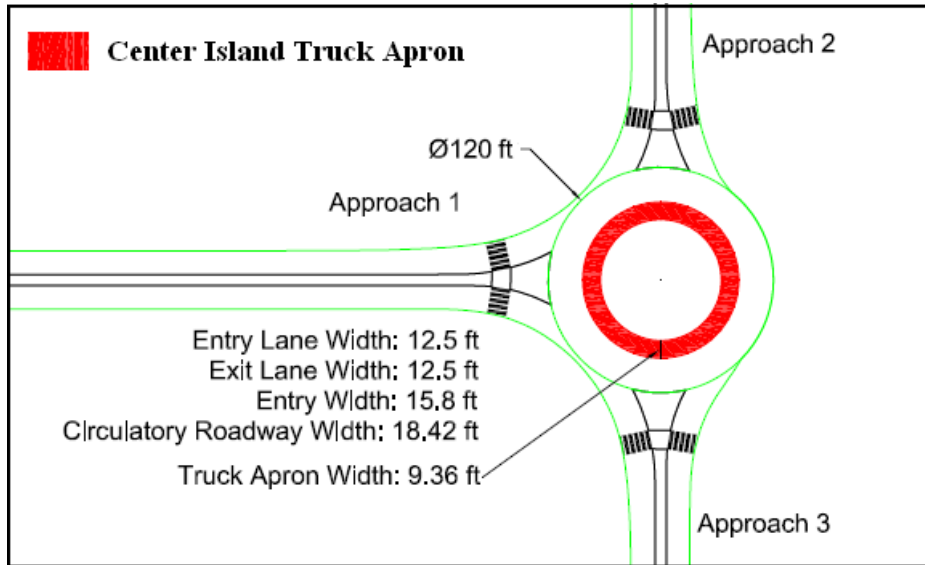 Center Island Truck Apron
Approach 2
Ø120 ft
Approach 1
Entry Lane Width: 12.5 ft
Exit Lane Width: 12.5 ft
Entry Width: 15.8 ft
Circulatory Roadway Width: 18.42 ft
Truck Apron Width: 9.36 ft
Approach 3